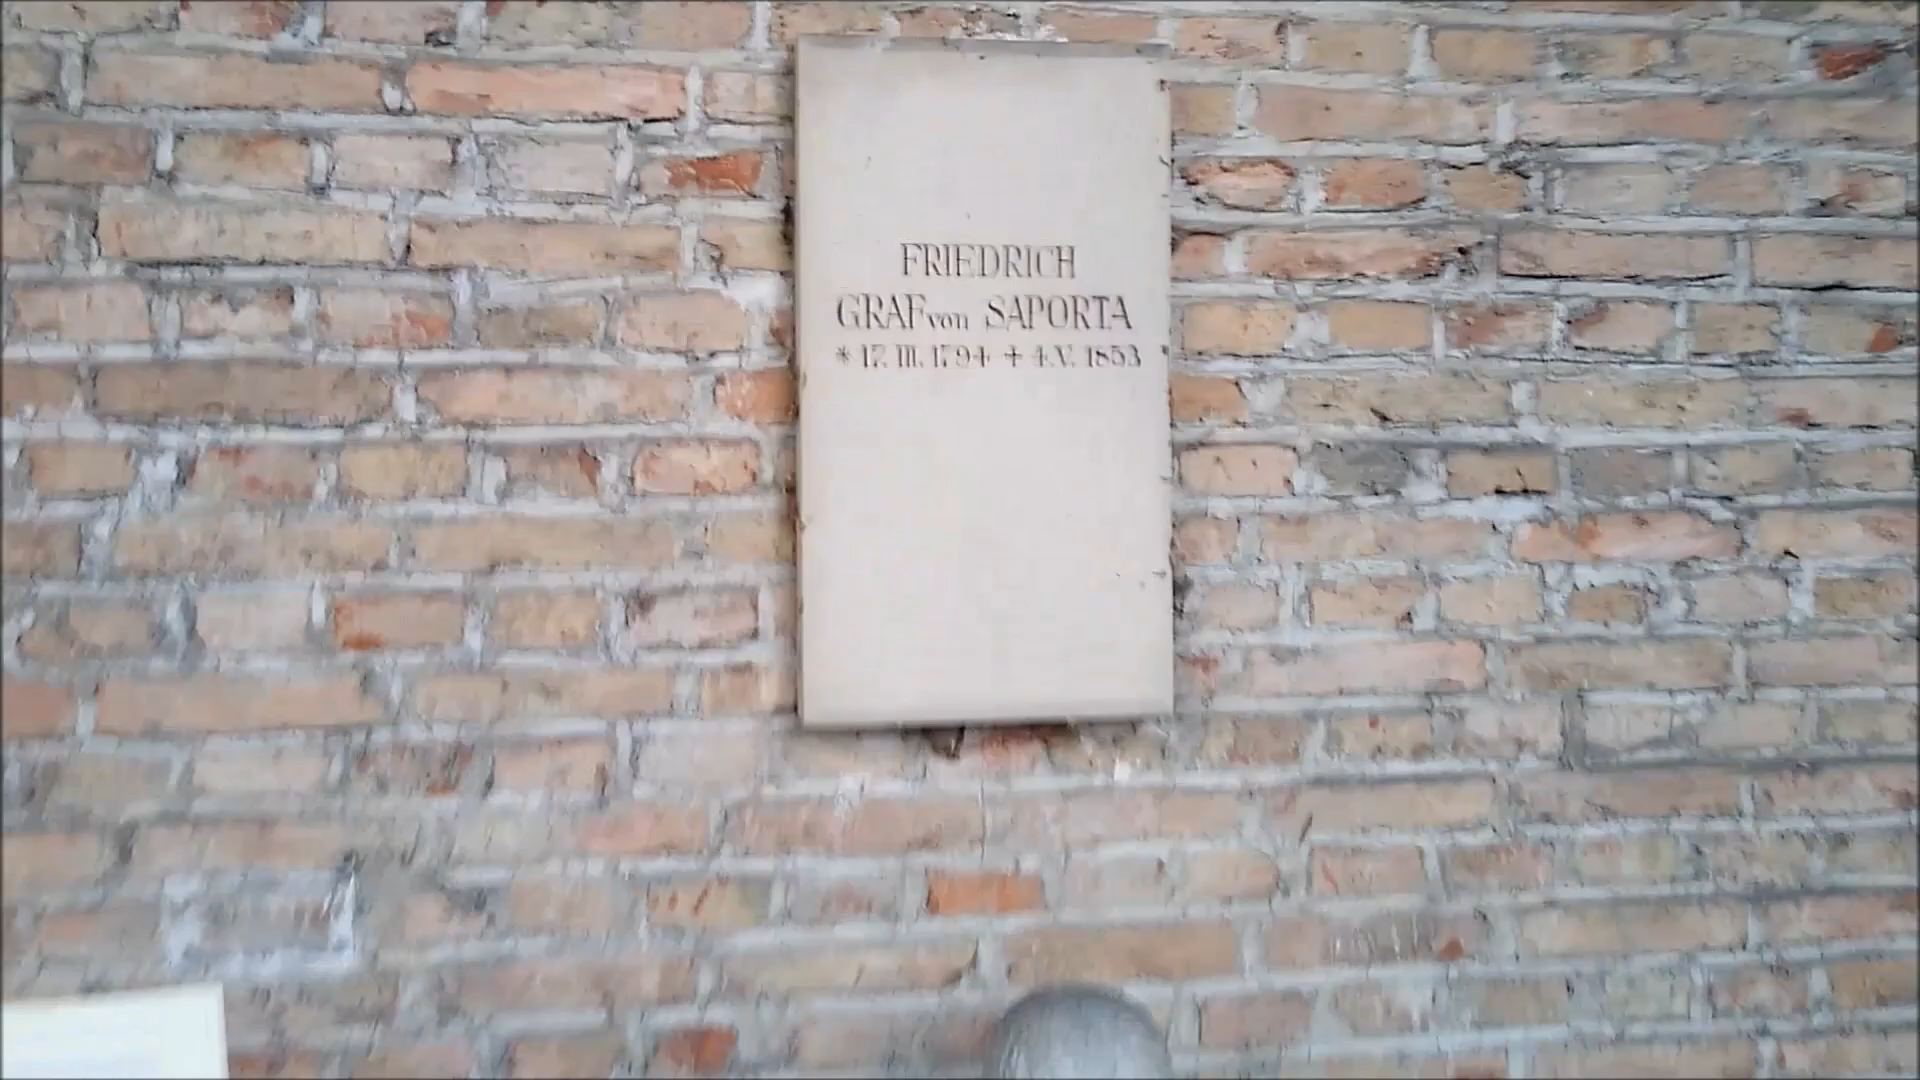 FRIEDRICH
GRAF von SAPORTA
* 17. III. 1794 + 4. V. 1853